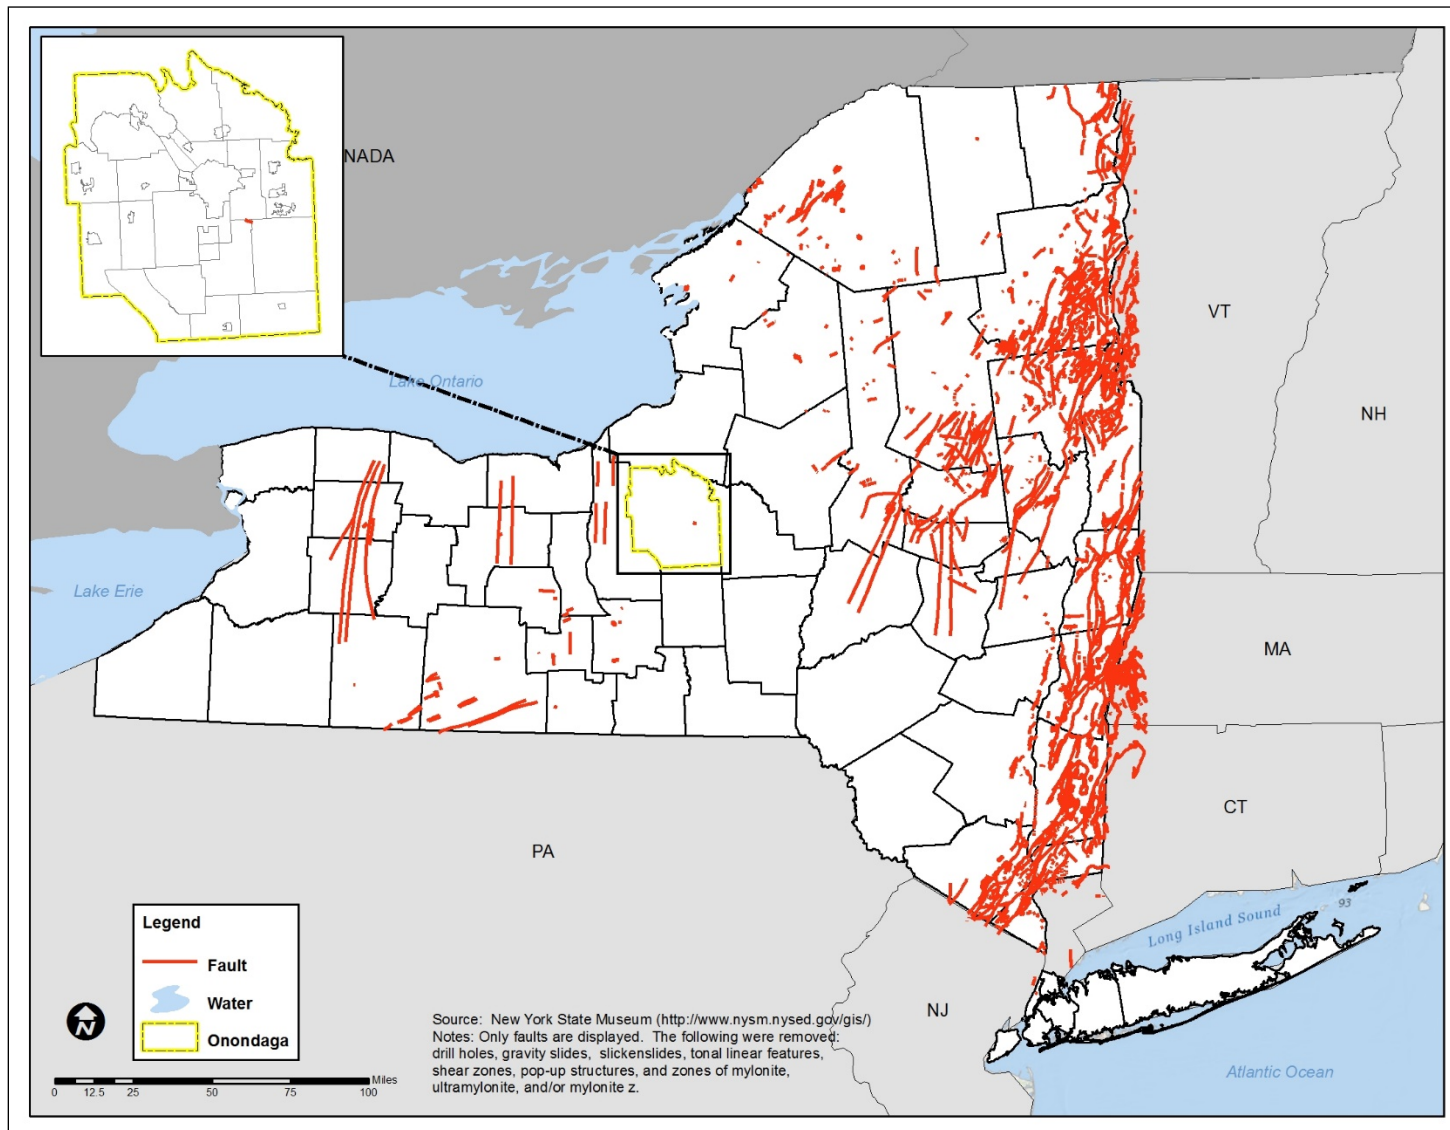 NADA
Lake Ontario
VT
NH
Lake Erie
MA
CT
PA
NJ
93
Long Island Sound
Atlantic Ocean
Legend
Fault
Water
Onondaga
N
Miles
0 12.5 25 50 75 100
Source: New York State Museum (http://www.nysm.nysed.gov/gis/)
Notes: Only faults are displayed. The following were removed:
drill holes, gravity slides, slickenslides, tonal linear features,
shear zones, pop-up structures, and zones of mylonite,
ultramylonite, and/or mylonite z.